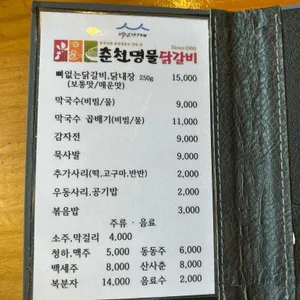 춘천명물닭갈비
Since1990
뼈없는닭갈비,닭내장 250g 15,000
(보통맛/매운맛)
막국수(비빔/물) 9,000
막국수 곱배기(비빔/물) 11,000
감자전 9,000
묵사발 9,000
추가사리(떡,고구마,반반) 2,000
우동사리,공기밥 2,000
볶음밥 3,000
주류 · 음료
소주,막걸리 4,000
청하,맥주 5,000 동동주 6,000
백세주 8,000 산사춘 8,000
복분자 14,000 음료수 2,000